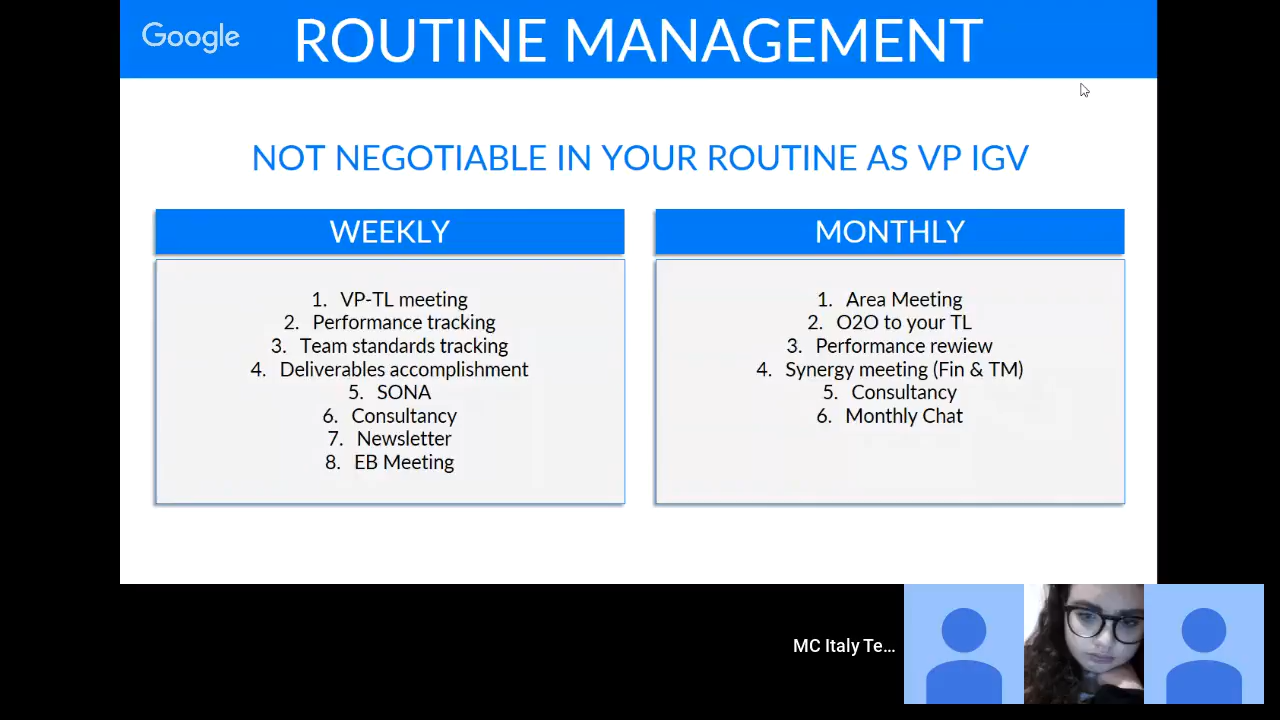 Google
ROUTINE MANAGEMENT
NOT NEGOTIABLE IN YOUR ROUTINE AS VP IGV
WEEKLY
1. VP-TL meeting
2. Performance tracking
3. Team standards tracking
4. Deliverables accomplishment
5. SONA
6. Consultancy
7. Newsletter
8. EB Meeting
MONTHLY
1. Area Meeting
2. O2O to your TL
3. Performance rewiew
4. Synergy meeting (Fin & TM)
5. Consultancy
6. Monthly Chat
MC Italy Te...